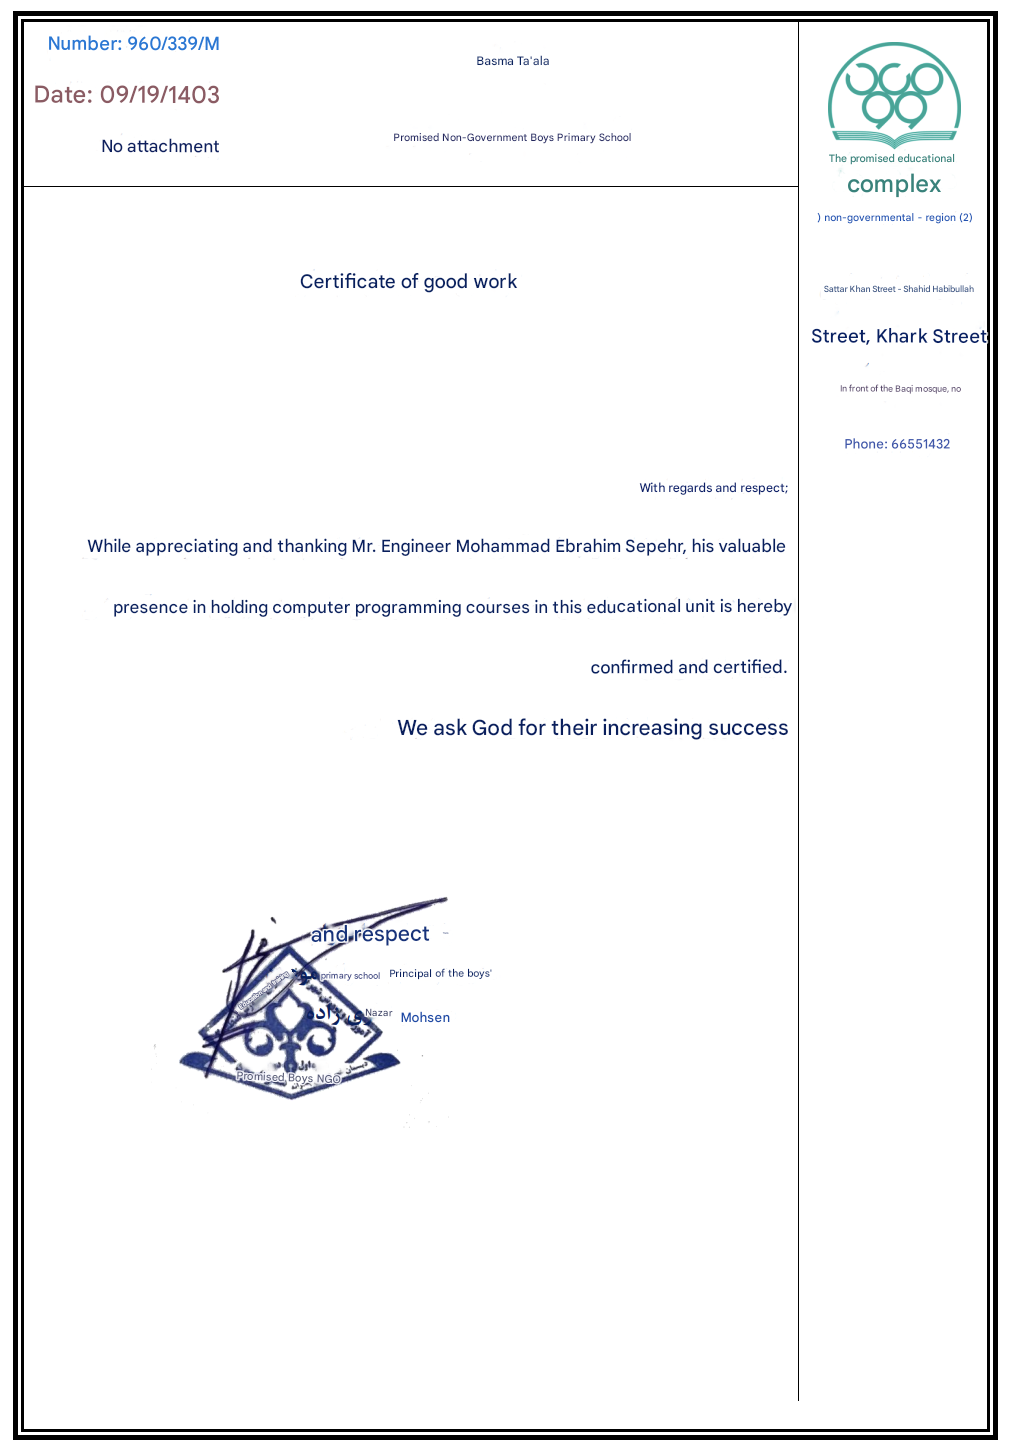 Number: 960/339/M
Date: 09/19/1403
No attachment
Basma Ta'ala
Promised Non-Government Boys Primary School
The promised educational
complex
) non-governmental - region (2)
Sattar Khan Street - Shahid Habibullah
Street, Khark Street
In front of the Baqi mosque, no
Phone: 66551432
Certificate of good work
With regards and respect;
While appreciating and thanking Mr. Engineer Mohammad Ebrahim Sepehr, his valuable
presence in holding computer programming courses in this educational unit is hereby
confirmed and certified.
We ask God for their increasing success
and respect
primary school Principal of the boys'
Nazar Mohsen
Promised Boys NGO